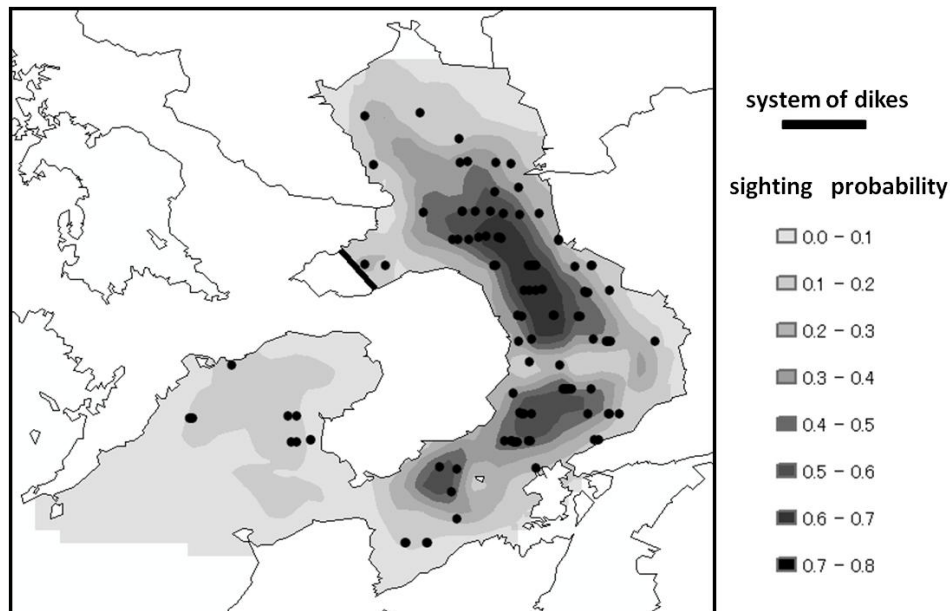 system of dikes
sighting probability
0.0 – 0.1
0.1 – 0.2
0.2 – 0.3
0.3 – 0.4
0.4 – 0.5
0.5 – 0.6
0.6 – 0.7
0.7 – 0.8